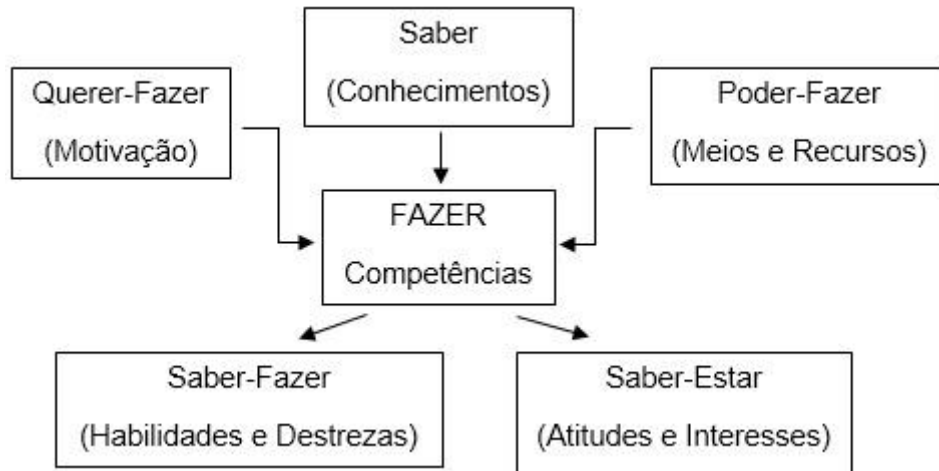 Saber
(Conhecimentos)
Querer-Fazer
(Motivação)
Poder-Fazer
(Meios e Recursos)
FAZER
Competências
Saber-Fazer
(Habilidades e Destrezas)
Saber-Estar
(Atitudes e Interesses)